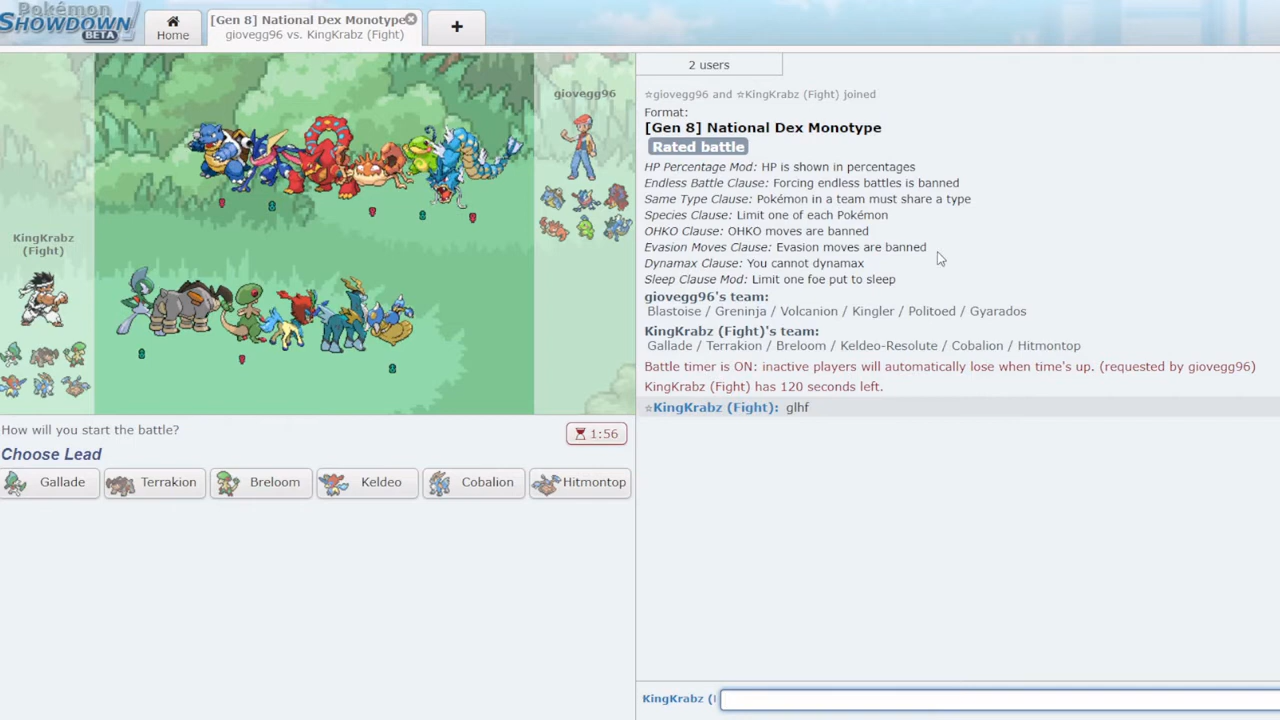 Pokémon
SHOWDOWN
BETA
Home
[Gen 8] National Dex Monotype
giovegg96 vs. KingKrabz (Fight)
+
giovegg96
KingKrabz
(Fight)
How will you start the battle?
1:56
Choose Lead
Gallade
Terrakion
Breloom
Keldeo
Cobalion
Hitmontop
2 users
☆giovegg96 and ☆KingKrabz (Fight) joined
Format:
[Gen 8] National Dex Monotype
Rated battle
HP Percentage Mod: HP is shown in percentages
Endless Battle Clause: Forcing endless battles is banned
Same Type Clause: Pokémon in a team must share a type
Species Clause: Limit one of each Pokémon
OHKO Clause: OHKO moves are banned
Evasion Moves Clause: Evasion moves are banned
Dynamax Clause: You cannot dynamax
Sleep Clause Mod: Limit one foe put to sleep
giovegg96's team:
Blastoise / Greninja / Volcanion / Kingler / Politoed / Gyarados
KingKrabz (Fight)'s team:
Gallade / Terrakion / Breloom / Keldeo-Resolute / Cobalion / Hitmontop
Battle timer is ON: inactive players will automatically lose when time's up. (requested by giovegg96)
KingKrabz (Fight) has 120 seconds left.
☆KingKrabz (Fight): glhf
KingKrabz (